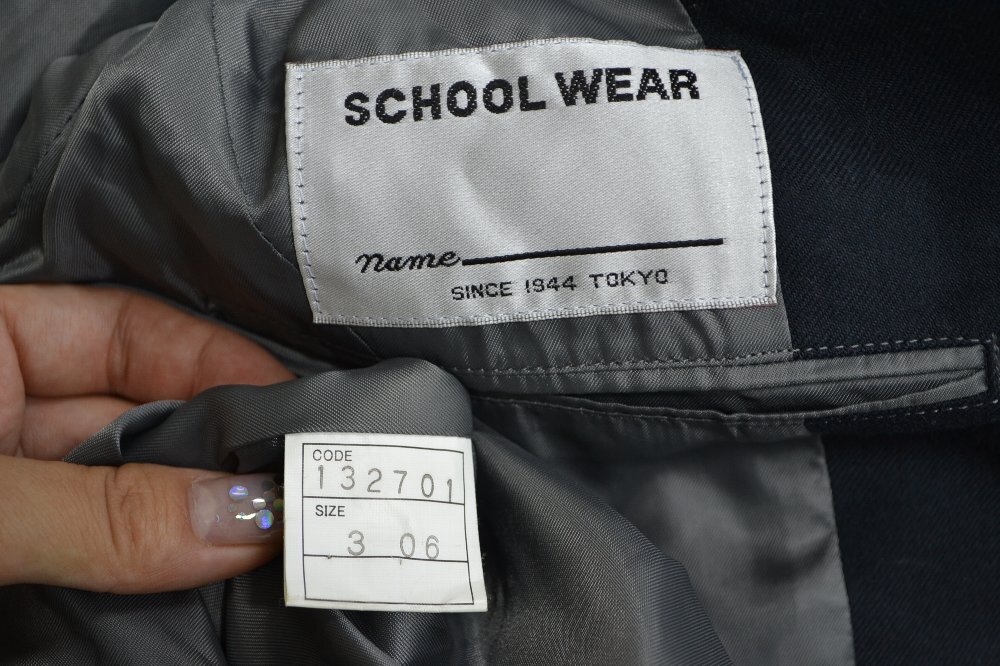 SCHOOL WEAR
name
SINCE 1944 TOKYO
CODE
132701
SIZE
3 06